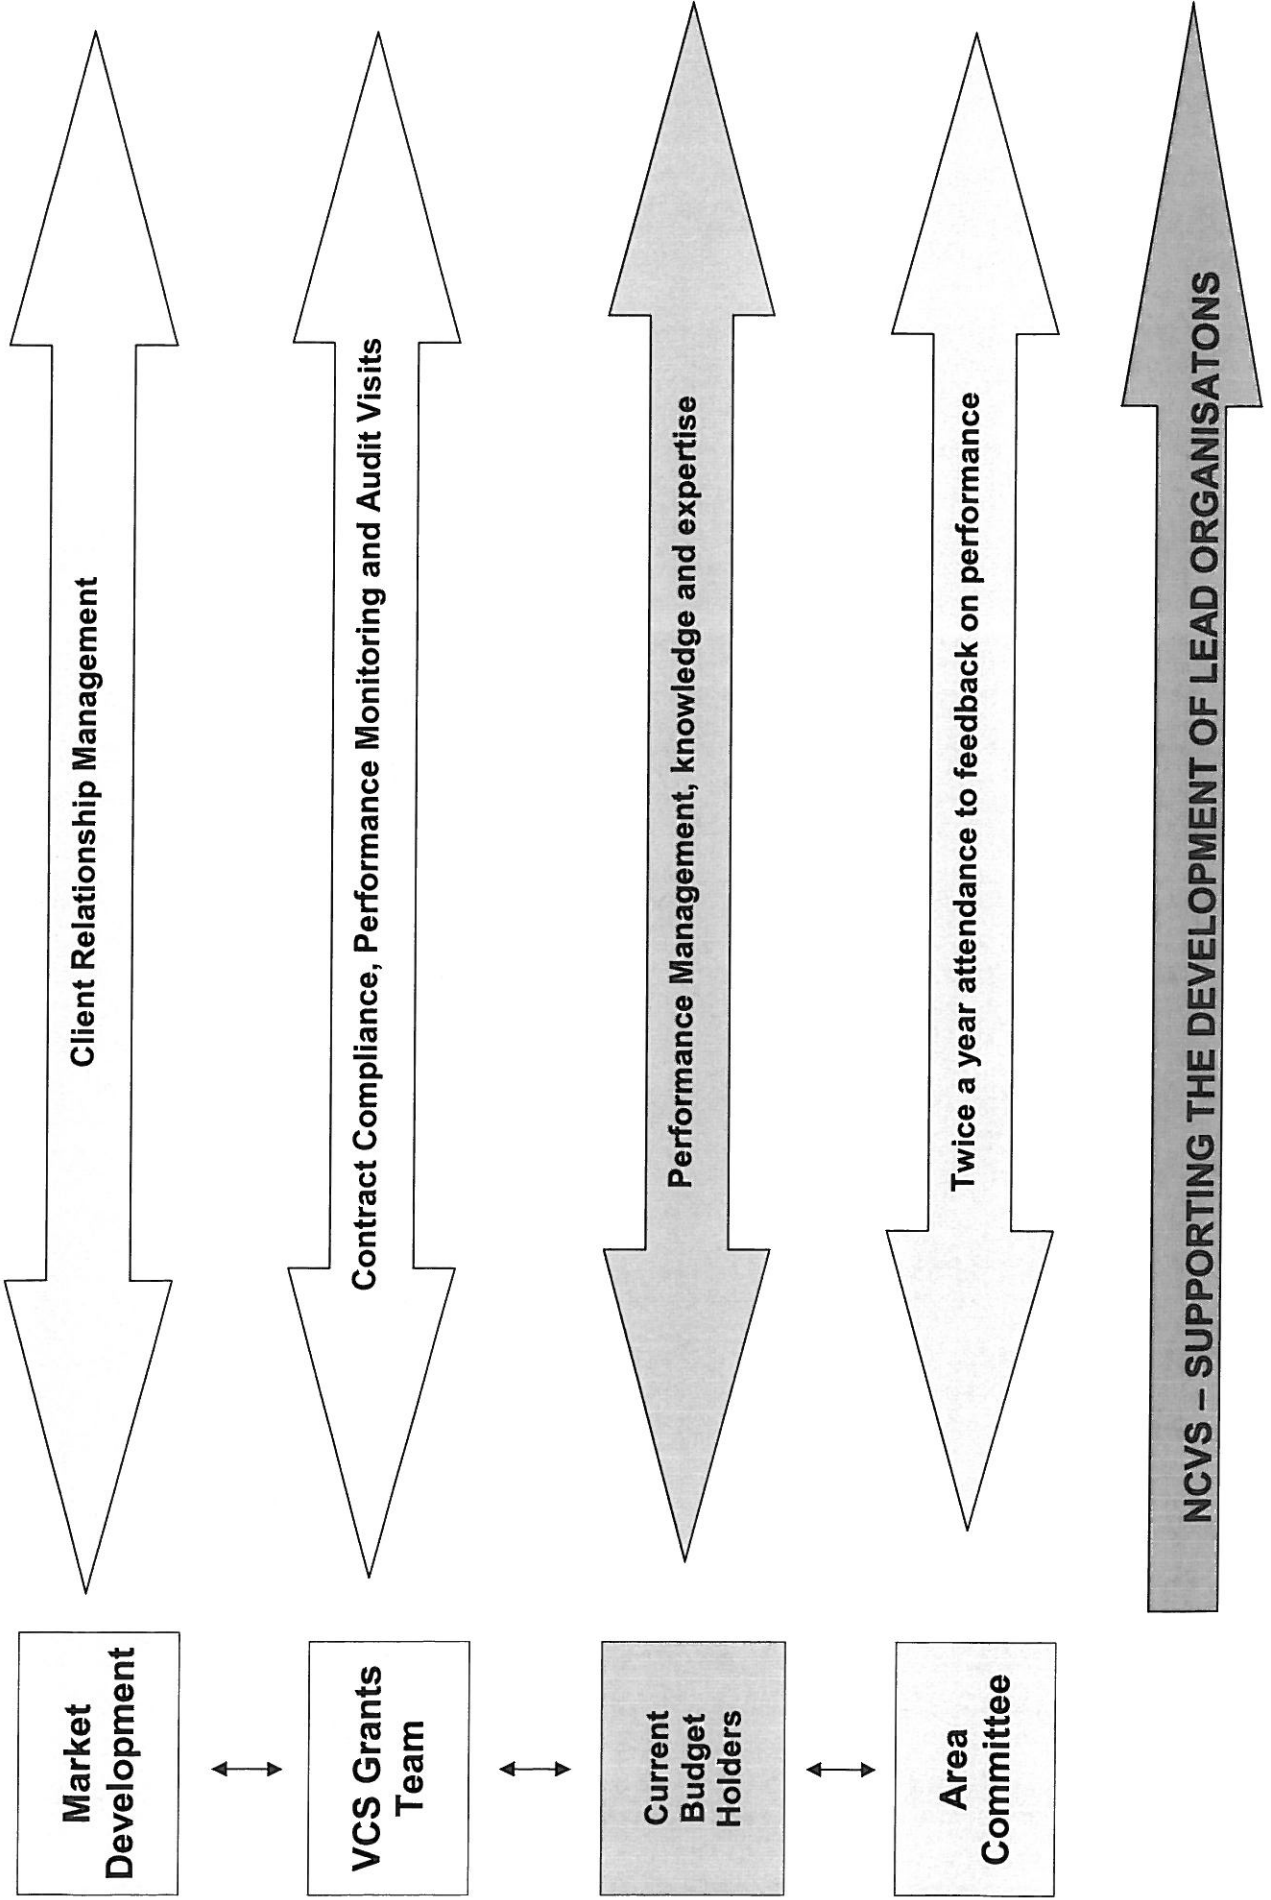 Market
Development
Client Relationship Management
VCS Grants
Team
Contract Compliance, Performance Monitoring and Audit Visits
Current
Budget
Holders
Performance Management, knowledge and expertise
Area
Committee
Twice a year attendance to feedback on performance
NCVS – SUPPORTING THE DEVELOPMENT OF LEAD ORGANISATONS